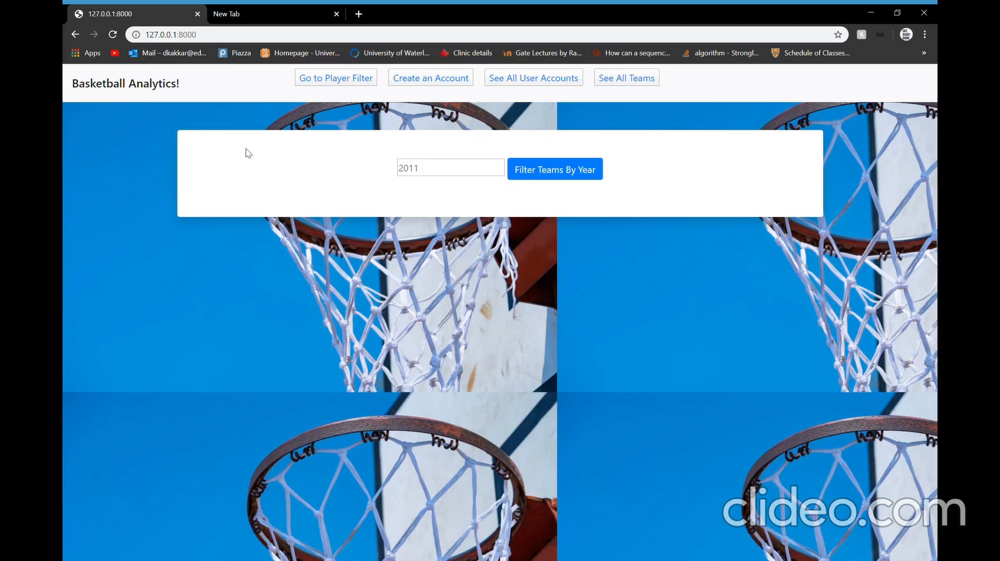 127.0.0.1:8000
New Tab
127.0.0.1:8000
Apps
Mail – dkakkar@ed...
Piazza
Homepage - Univer...
University of Waterl...
Clinic details
Gate Lectures by Ra...
How can a sequenc...
algorithm - Strongl...
Schedule of Classes...
»
EAT.
SLEEP.
CODE.
Basketball Analytics!
Go to Player Filter
Create an Account
See All User Accounts
See All Teams
2011
Filter Teams By Year
clideo.com